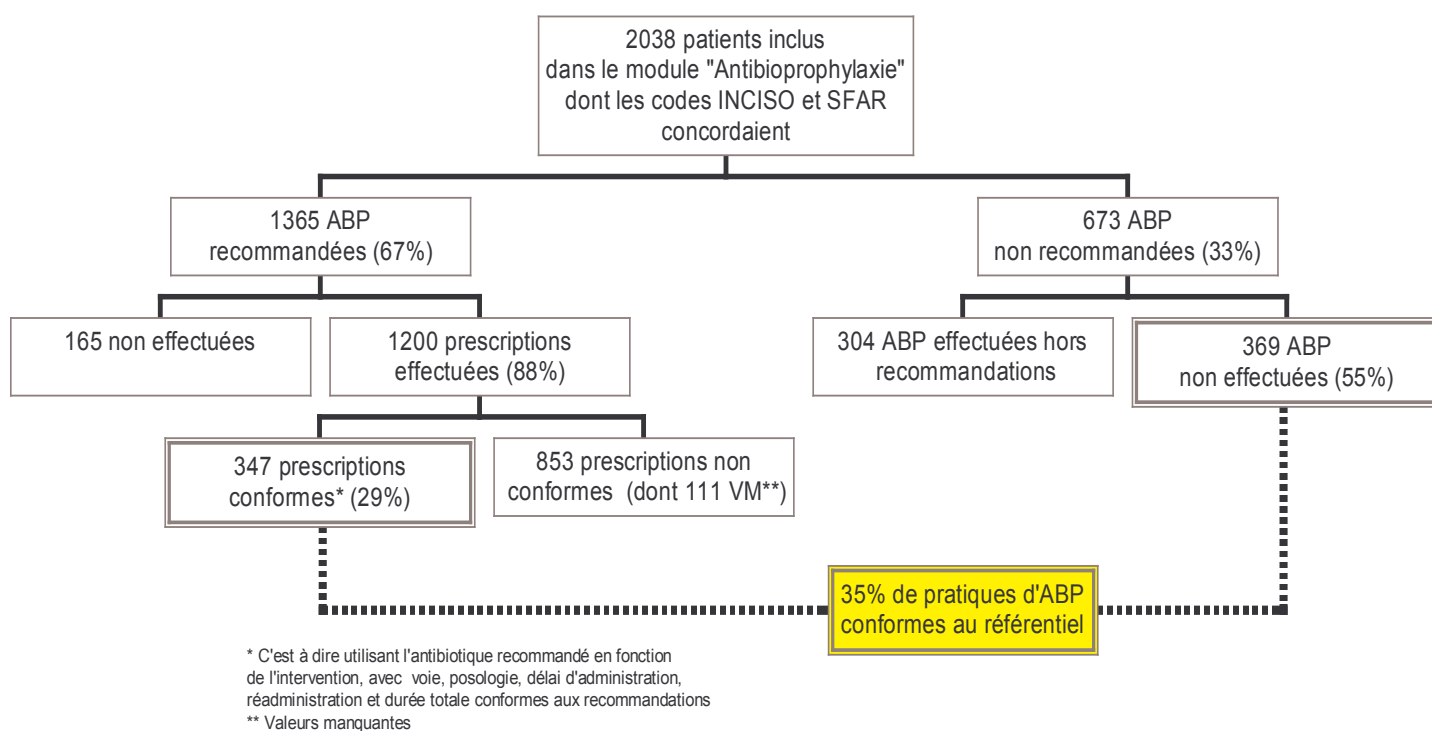 2038 patients inclus
dans le module "Antibioprophylaxie"
dont les codes INCISO et SFAR
concordaient
1365 ABP
recommandées (67%)
673 ABP
non recommandées (33%)
165 non effectuées
1200 prescriptions
effectuées (88%)
304 ABP effectuées hors
recommandations
369 ABP
non effectuées (55%)
347 prescriptions
conformes* (29%)
853 prescriptions non
conformes (dont 111 VM**)
35% de pratiques d'ABP
conformes au référentiel
* C'est à dire utilisant l'antibiotique recommandé en fonction
de l'intervention, avec voie, posologie, délai d'administration,
réadministration et durée totale conformes aux recommandations
** Valeurs manquantes